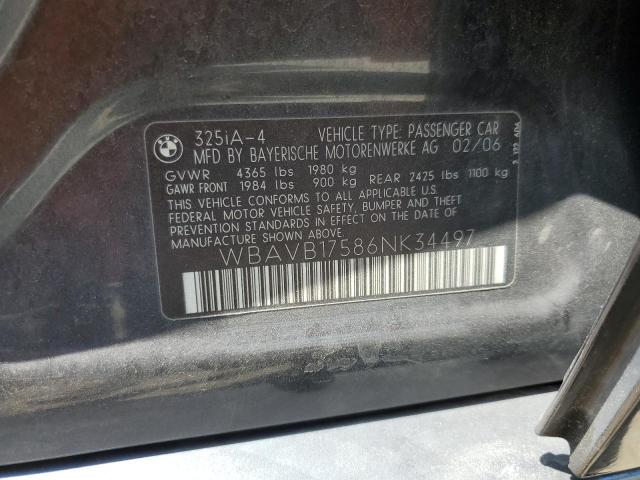 BMW
325iA-4 VEHICLE TYPE: PASSENGER CAR
MFD BY BAYERISCHE MOTORENWERKE AG 02/06
GVWR 4365 lbs 1980 kg
GAWR FRONT 1984 lbs 900 kg REAR 2425 lbs 1100 kg
THIS VEHICLE CONFORMS TO ALL APPLICABLE U.S.
FEDERAL MOTOR VEHICLE SAFETY, BUMPER AND THEFT
PREVENTION STANDARDS IN EFFECT ON THE DATE OF
MANUFACTURE SHOWN ABOVE.
WBAVB17586NK34497